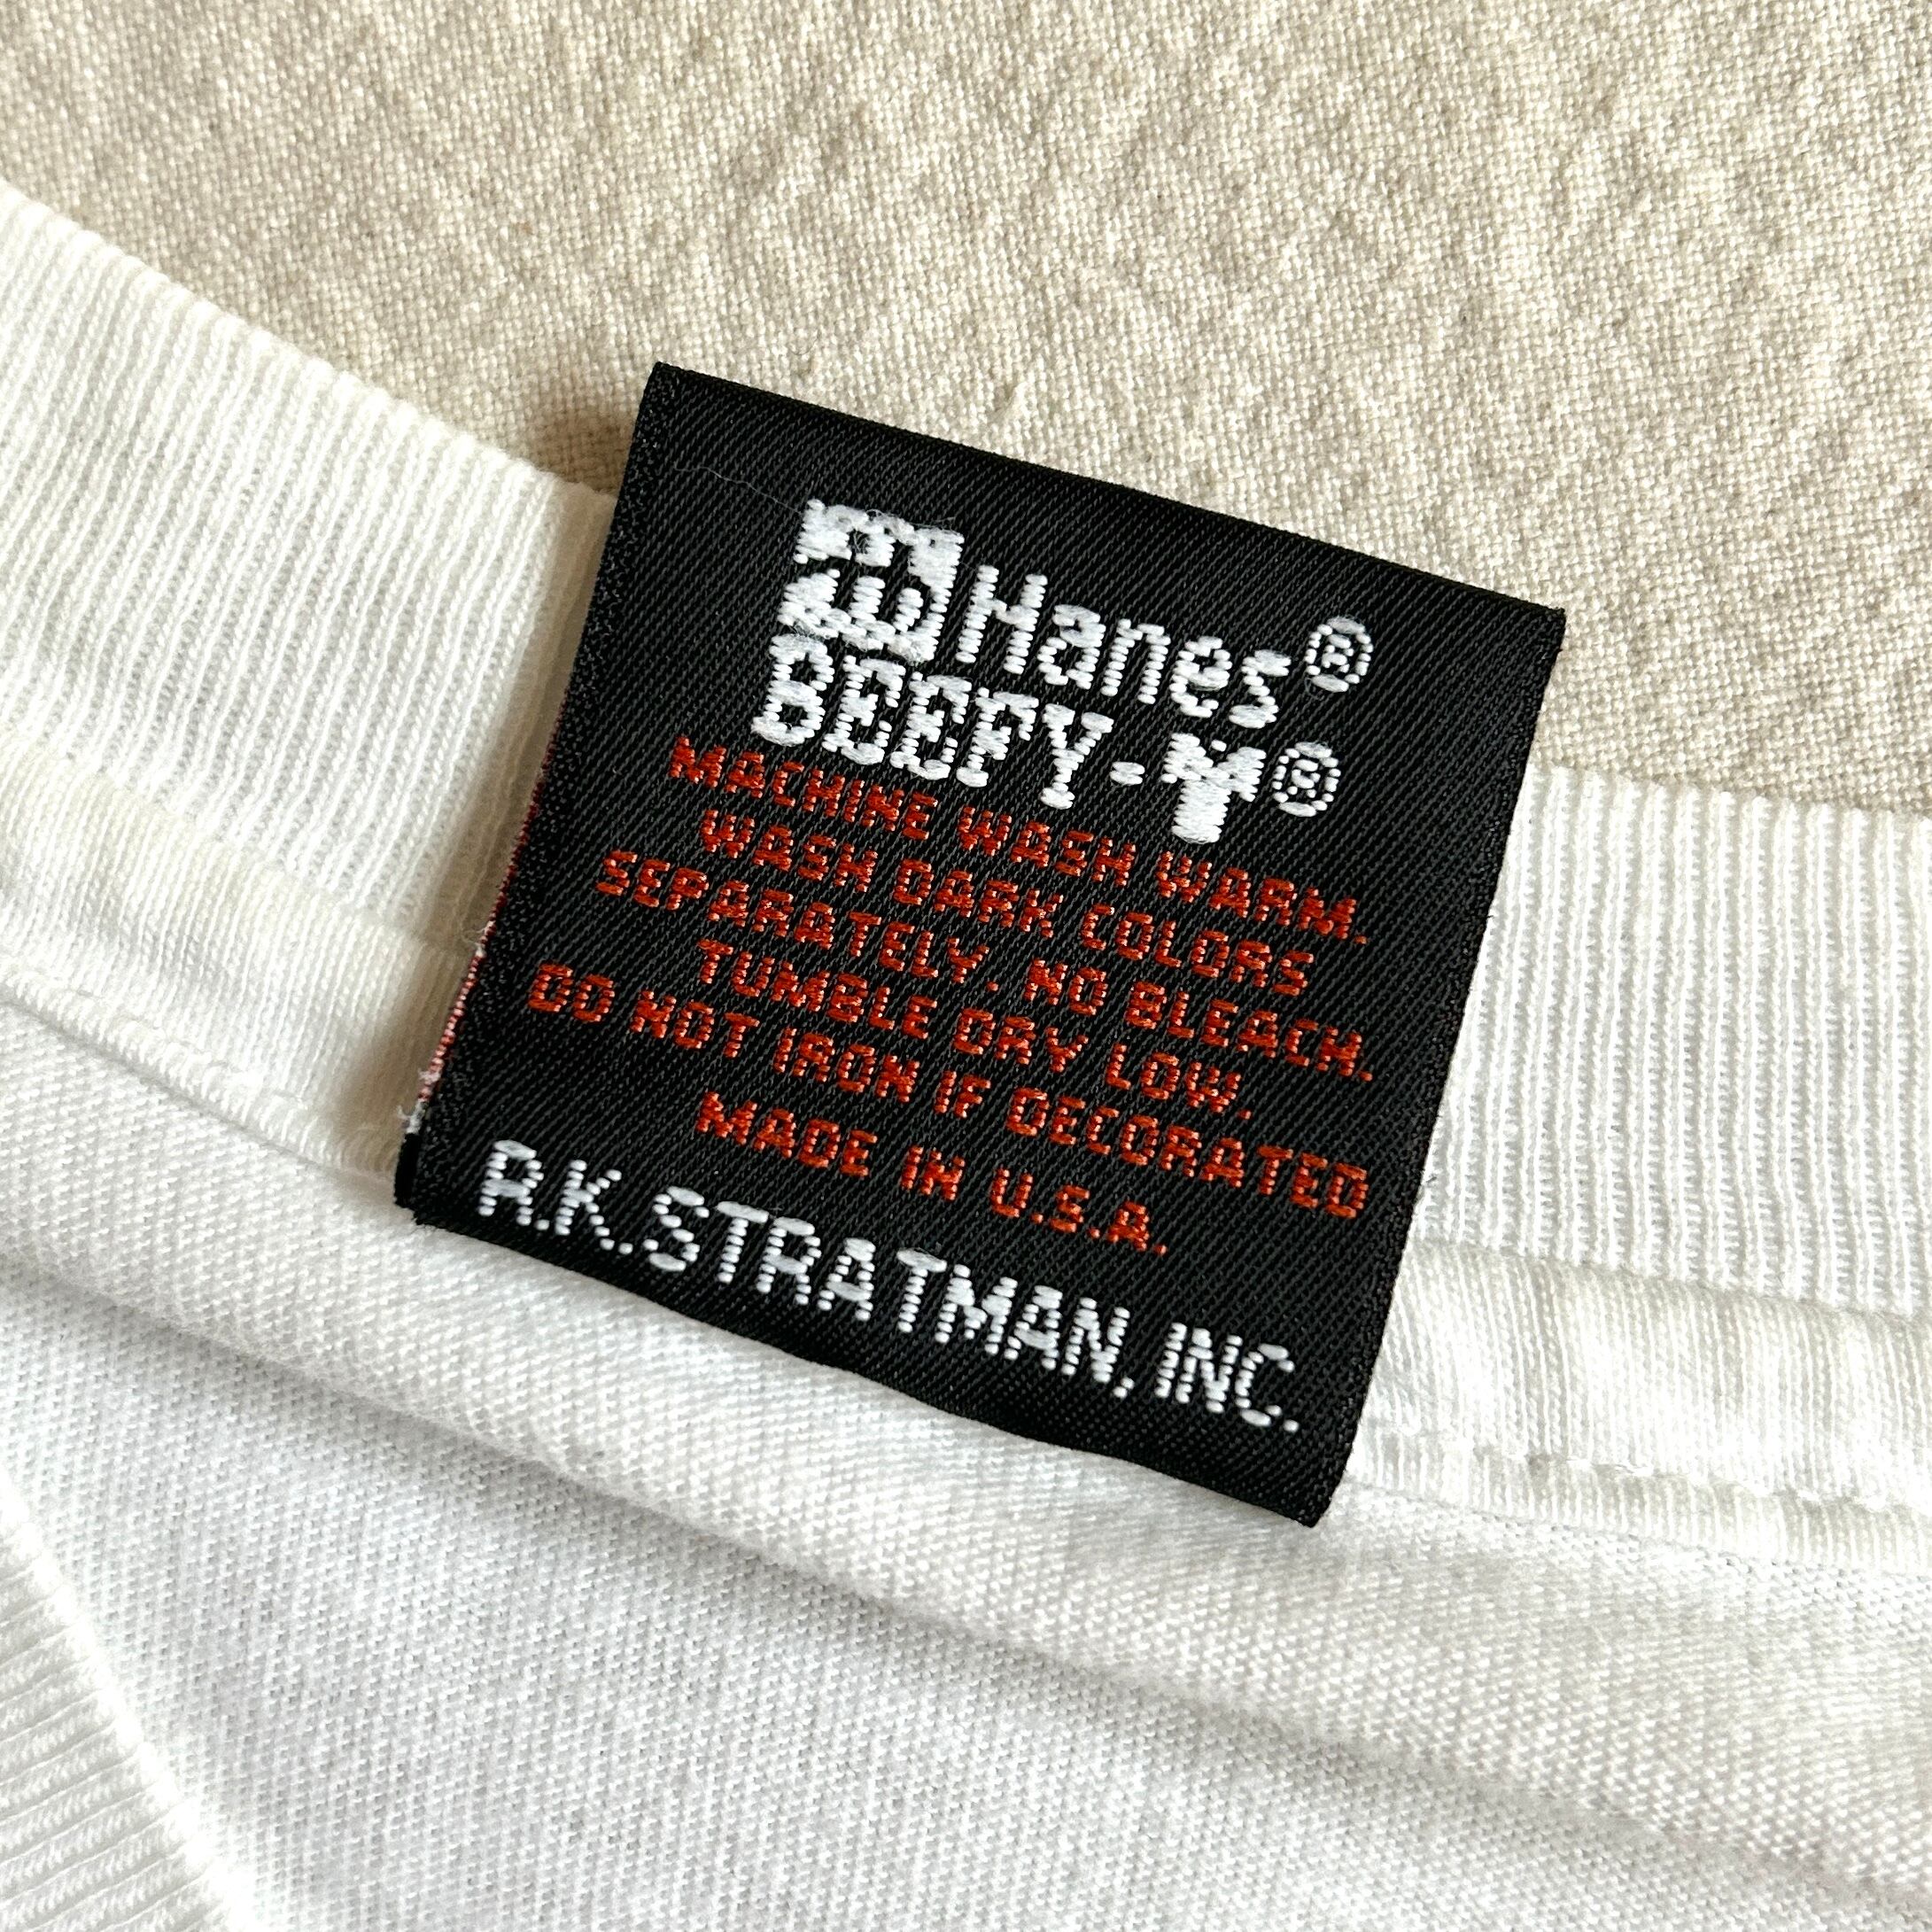 Hanes®
BEEFY-T®
MACHINE WASH WARM.
WASH DARK COLORS
SEPARATELY. NO BLEACH.
TUMBLE DRY LOW.
DO NOT IRON IF DECORATED
MADE IN U.S.A.
R.K.STRATMAN, INC.